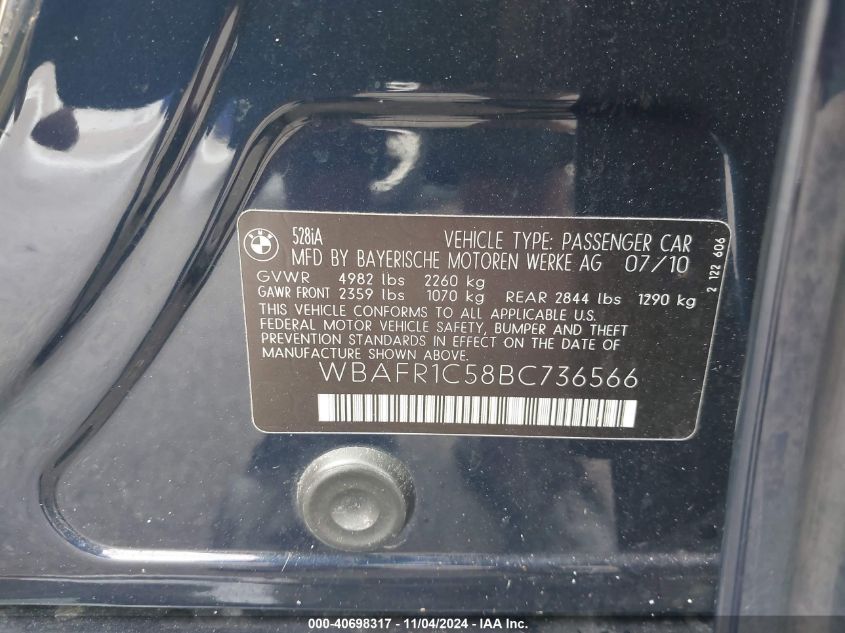 BMW
528iA VEHICLE TYPE: PASSENGER CAR
MFD BY BAYERISCHE MOTOREN WERKE AG 07/10
GVWR 4982 lbs 2260 kg
GAWR FRONT 2359 lbs 1070 kg REAR 2844 lbs 1290 kg
THIS VEHICLE CONFORMS TO ALL APPLICABLE U.S.
FEDERAL MOTOR VEHICLE SAFETY, BUMPER AND THEFT
PREVENTION STANDARDS IN EFFECT ON THE DATE OF
MANUFACTURE SHOWN ABOVE.
WBAFR1C58BC736566
2 122 606
000-40698317 - 11/04/2024 - IAA Inc.